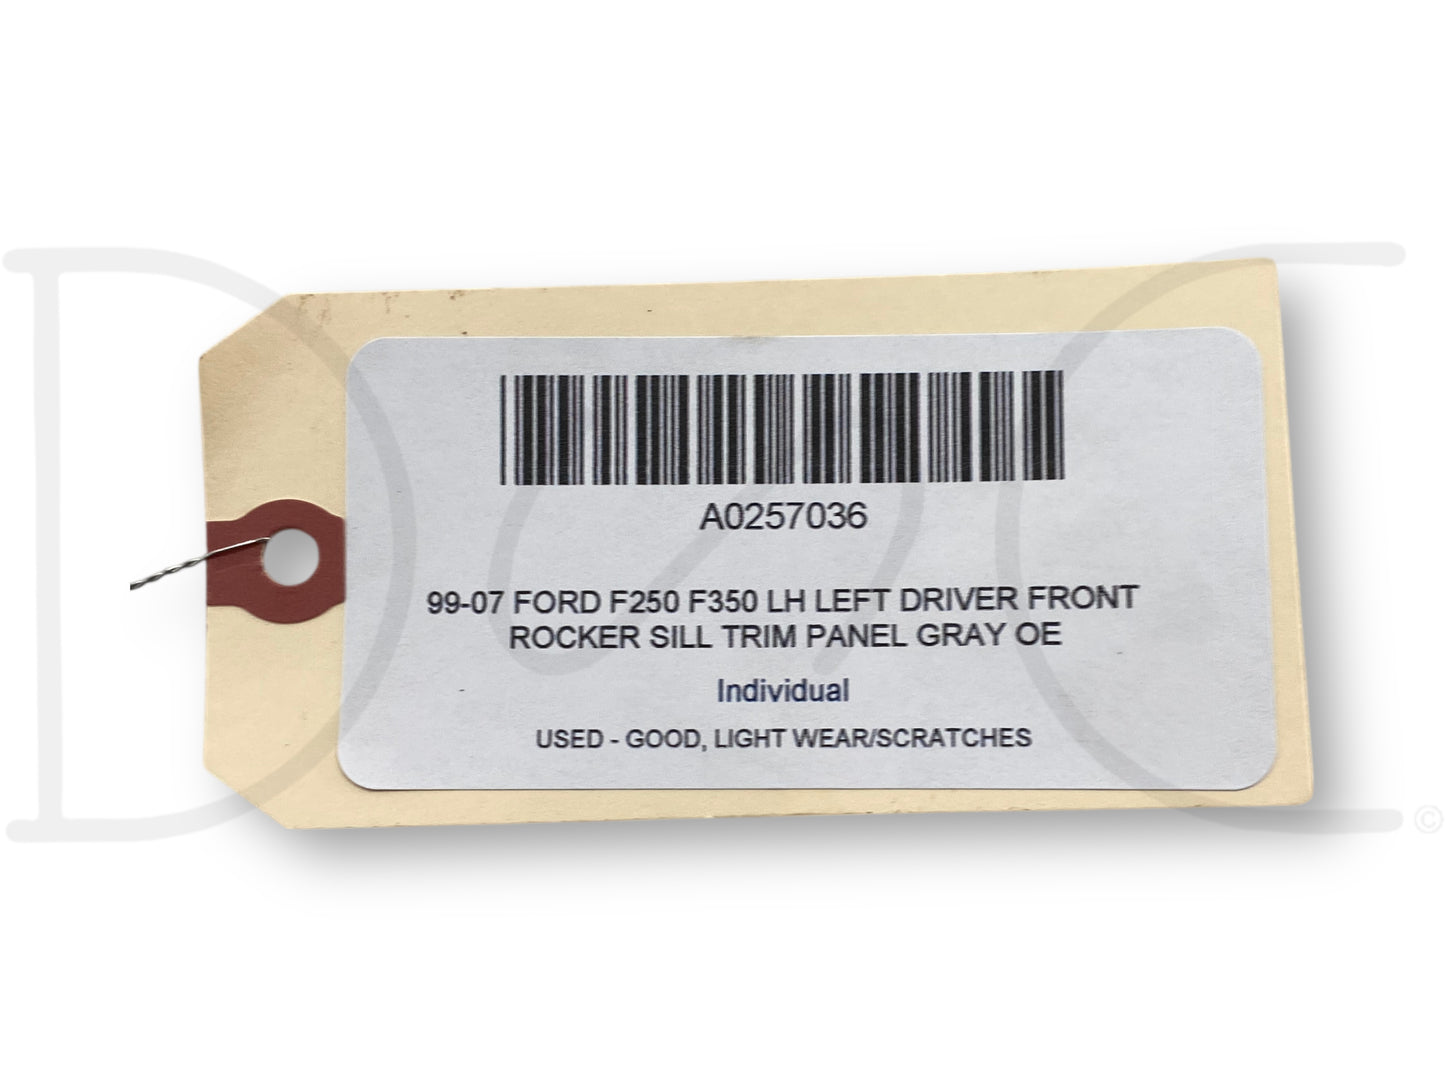 A0257036
99-07 FORD F250 F350 LH LEFT DRIVER FRONT
ROCKER SILL TRIM PANEL GRAY OE
Individual
USED - GOOD, LIGHT WEAR/SCRATCHES
©